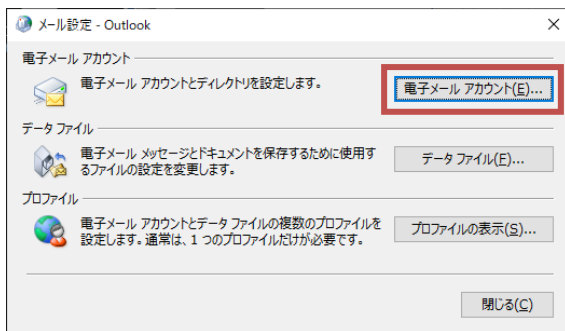 メール設定 - Outlook
電子メール アカウント
電子メール アカウントとディレクトリを設定します。
電子メール アカウント(E)...
データ ファイル
電子メール メッセージとドキュメントを保存するために使用す
るファイルの設定を変更します。
データ ファイル(F)...
プロファイル
電子メール アカウントとデータ ファイルの複数のプロファイルを
設定します。通常は、1 つのプロファイルだけが必要です。
プロファイルの表示(S)...
閉じる(C)